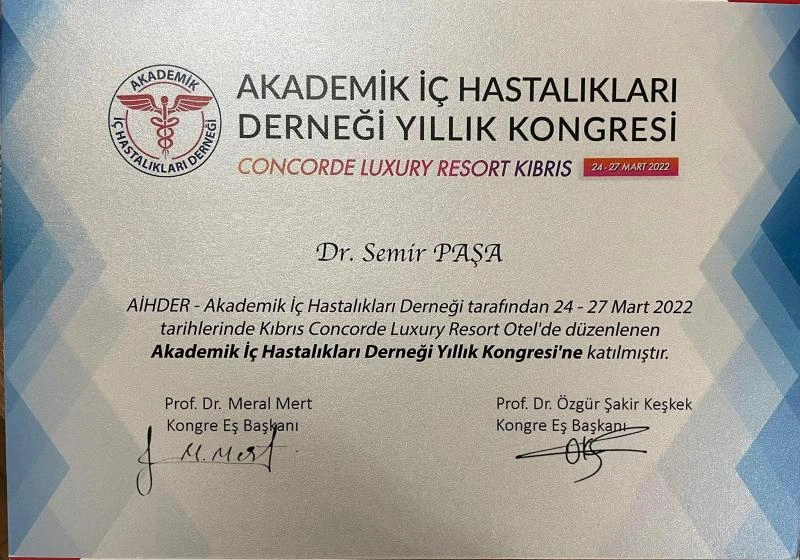 AKADEMİK
İÇ HASTALIKLARI DERNEĞİ
AKADEMİK İÇ HASTALIKLARI
DERNEĞİ YILLIK KONGRESİ
CONCORDE LUXURY RESORT KIBRIS 24-27 MART 2022
Dr. Semir PAŞA
AİHDER - Akademik İç Hastalıkları Derneği tarafından 24 - 27 Mart 2022
tarihlerinde Kıbrıs Concorde Luxury Resort Otel'de düzenlenen
Akademik İç Hastalıkları Derneği Yıllık Kongresi'ne katılmıştır.
Prof. Dr. Meral Mert
Kongre Eş Başkanı
M. Mert
Prof. Dr. Özgür Şakir Keşkek
Kongre Eş Başkanı